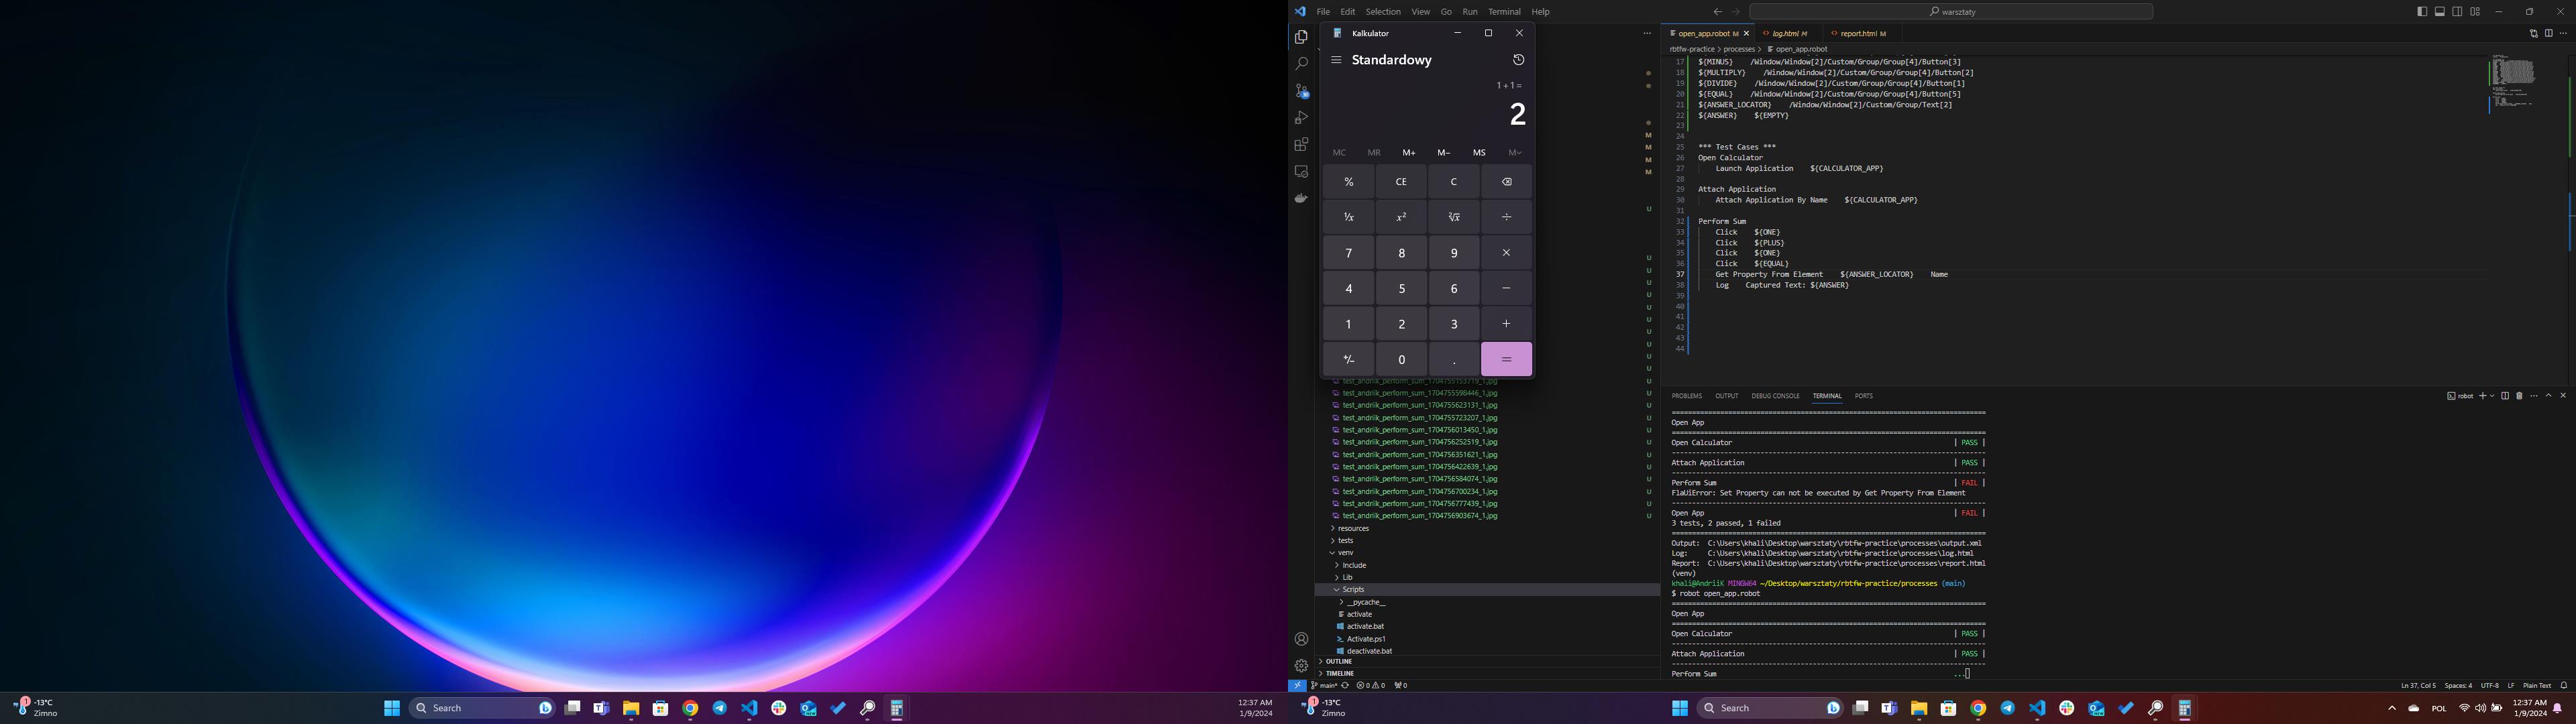 File Edit Selection View Go Run Terminal Help
warsztaty
Kalkulator
Standardowy
1 + 1 =
2
MC MR M+ M− MS M
% CE C
⅟x x² ²√x ÷
7 8 9 ×
4 5 6 −
1 2 3 +
+/− 0 . =
test_andriik_perform_sum_1704755153719_1.jpg
test_andriik_perform_sum_1704755598446_1.jpg
test_andriik_perform_sum_1704755623131_1.jpg
test_andriik_perform_sum_1704755723207_1.jpg
test_andriik_perform_sum_1704756013450_1.jpg
test_andriik_perform_sum_1704756252519_1.jpg
test_andriik_perform_sum_1704756351621_1.jpg
test_andriik_perform_sum_1704756422639_1.jpg
test_andriik_perform_sum_1704756584074_1.jpg
test_andriik_perform_sum_1704756700234_1.jpg
test_andriik_perform_sum_1704756777439_1.jpg
test_andriik_perform_sum_1704756903674_1.jpg
resources
tests
venv
Include
Lib
Scripts
__pycache__
activate
activate.bat
Activate.ps1
deactivate.bat
OUTLINE
TIMELINE
open_app.robot M log.html M report.html M
rbtfw-practice > processes > open_app.robot
17 ${MINUS} /Window/Window[2]/Custom/Group/Group[4]/Button[3]
18 ${MULTIPLY} /Window/Window[2]/Custom/Group/Group[4]/Button[2]
19 ${DIVIDE} /Window/Window[2]/Custom/Group/Group[4]/Button[1]
20 ${EQUAL} /Window/Window[2]/Custom/Group/Group[4]/Button[5]
21 ${ANSWER_LOCATOR} /Window/Window[2]/Custom/Group/Text[2]
22 ${ANSWER} ${EMPTY}
23
24
25 *** Test Cases ***
26 Open Calculator
27 Launch Application ${CALCULATOR_APP}
28
29 Attach Application
30 Attach Application By Name ${CALCULATOR_APP}
31
32 Perform Sum
33 Click ${ONE}
34 Click ${PLUS}
35 Click ${ONE}
36 Click ${EQUAL}
37 Get Property From Element ${ANSWER_LOCATOR} Name
38 Log Captured Text: ${ANSWER}
39
40
41
42
43
44
PROBLEMS OUTPUT DEBUG CONSOLE TERMINAL PORTS
robot
Open App
Open Calculator | PASS |
Attach Application | PASS |
Perform Sum | FAIL |
FlaUiError: Set Property can not be executed by Get Property From Element
Open App | FAIL |
3 tests, 2 passed, 1 failed
Output: C:\Users\khali\Desktop\warsztaty\rbtfw-practice\processes\output.xml
Log: C:\Users\khali\Desktop\warsztaty\rbtfw-practice\processes\log.html
Report: C:\Users\khali\Desktop\warsztaty\rbtfw-practice\processes\report.html
(venv)
khali@AndriiK MINGW64 ~/Desktop/warsztaty/rbtfw-practice/processes (main)
$ robot open_app.robot
Open App
Open Calculator | PASS |
Attach Application | PASS |
Perform Sum ...
main* 0 0 0
Ln 37, Col 5 Spaces: 4 UTF-8 LF Plain Text
1 -13°C
Zimno
Search
12:37 AM
1/9/2024
1 -13°C
Zimno
Search
POL
12:37 AM
1/9/2024